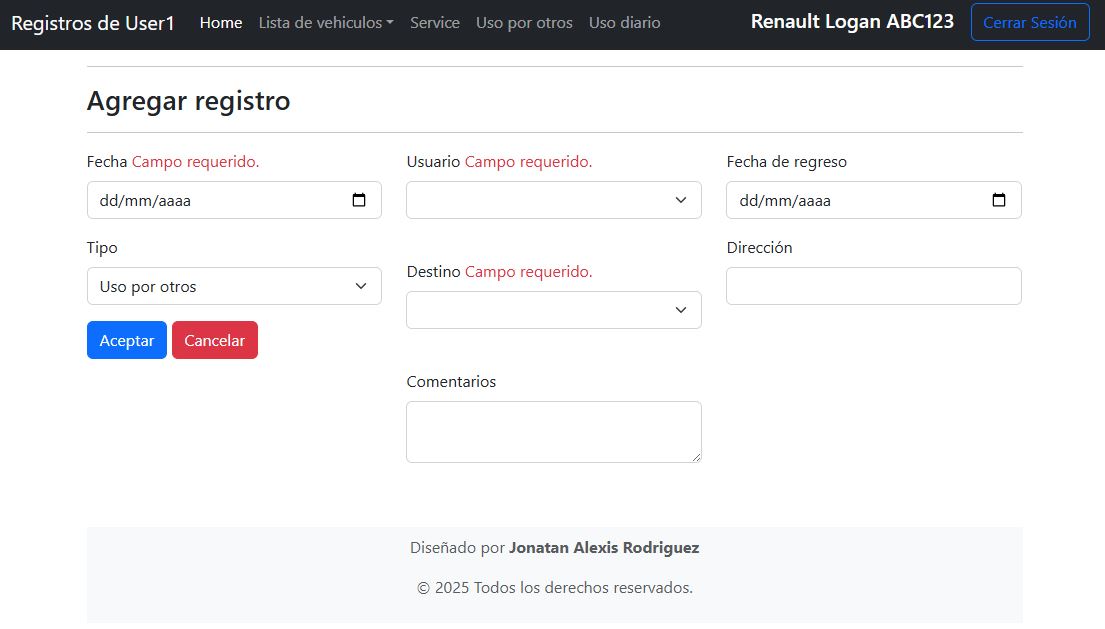 Registros de User1 Home Lista de vehiculos Service Uso por otros Uso diario Renault Logan ABC123 Cerrar Sesión
Agregar registro
Fecha Campo requerido. Usuario Campo requerido. Fecha de regreso
dd/mm/aaaa dd/mm/aaaa
Tipo Dirección
Destino Campo requerido.
Uso por otros
Aceptar Cancelar
Comentarios
Diseñado por Jonatan Alexis Rodriguez
© 2025 Todos los derechos reservados.